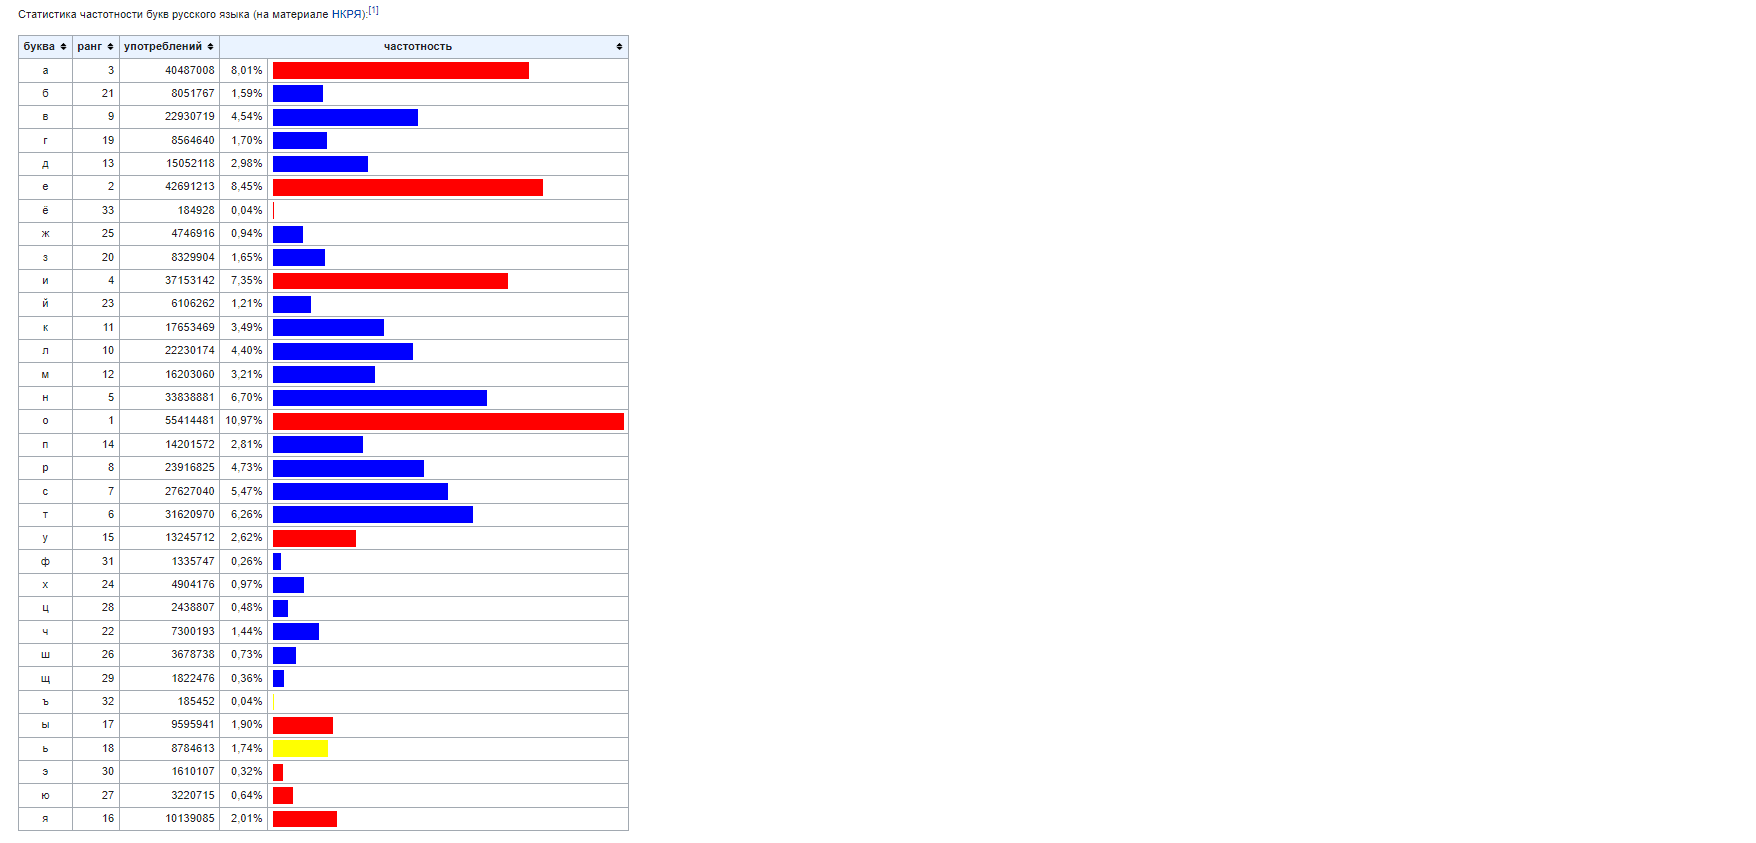 Статистика частотности букв русского языка (на материале НКРЯ):[1]
буква ранг употреблений частотность
а 3 40487008 8,01%
б 21 8051767 1,59%
в 9 22930719 4,54%
г 19 8564640 1,70%
д 13 15052118 2,98%
е 2 42691213 8,45%
ё 33 184928 0,04%
ж 25 4746916 0,94%
з 20 8329904 1,65%
и 4 37153142 7,35%
й 23 6106262 1,21%
к 11 17653469 3,49%
л 10 22230174 4,40%
м 12 16203060 3,21%
н 5 33838881 6,70%
о 1 55414481 10,97%
п 14 14201572 2,81%
р 8 23916825 4,73%
с 7 27627040 5,47%
т 6 31620970 6,26%
у 15 13245712 2,62%
ф 31 1335747 0,26%
х 24 4904176 0,97%
ц 28 2438807 0,48%
ч 22 7300193 1,44%
ш 26 3678738 0,73%
щ 29 1822476 0,36%
ъ 32 185452 0,04%
ы 17 9595941 1,90%
ь 18 8784613 1,74%
э 30 1610107 0,32%
ю 27 3220715 0,64%
я 16 10139085 2,01%